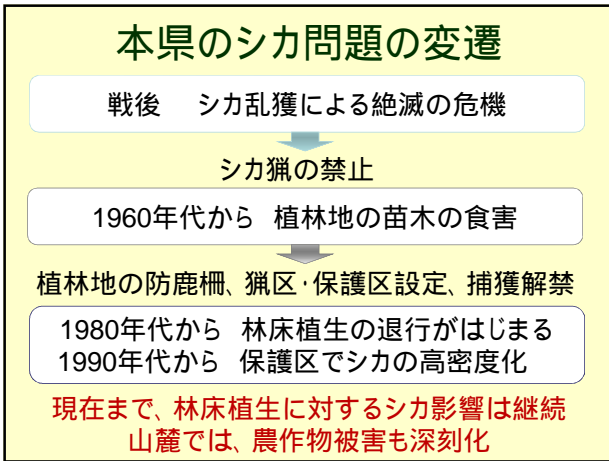 本県のシカ問題の変遷
戦後　シカ乱獲による絶滅の危機
シカ猟の禁止
1960年代から 植林地の苗木の食害
植林地の防鹿柵、猟区・保護区設定、捕獲解禁
1980年代から 林床植生の退行がはじまる
1990年代から 保護区でシカの高密度化
現在まで、林床植生に対するシカ影響は継続
山麓では、農作物被害も深刻化